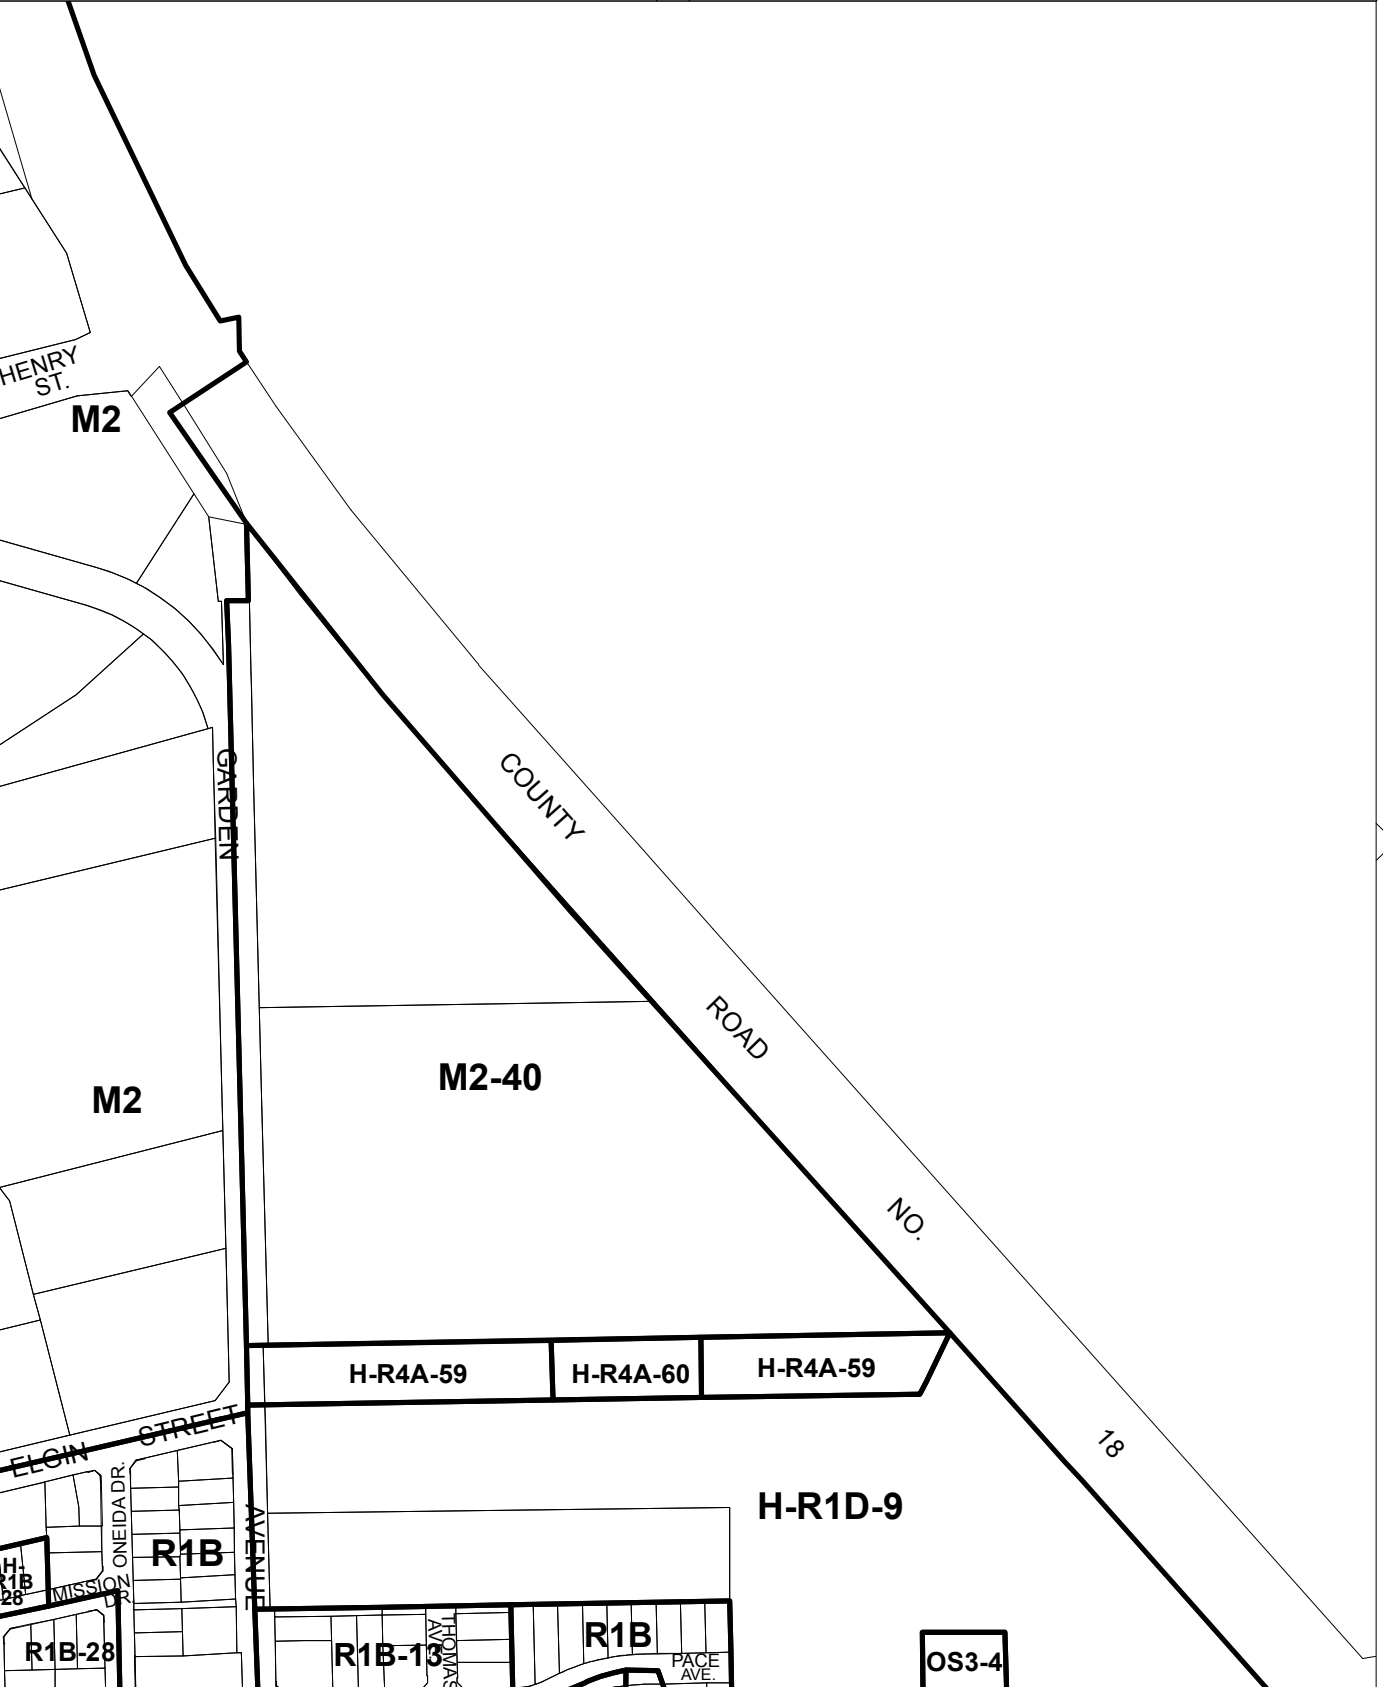 HENRY
ST.
M2
GARDEN
COUNTY
ROAD
M2-40
M2
NO.
H-R4A-59
H-R4A-60
H-R4A-59
ELGIN STREET
18
H-R1D-9
ONEIDA DR.
AVENUE
R1B
H-
R1B
28
MISSION
DR.
R1B-28
R1B-13
THOMAS
AVE.
R1B
PACE
AVE.
OS3-4